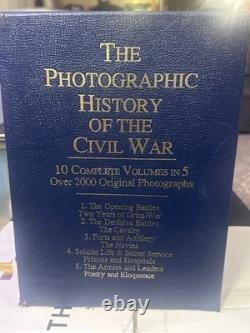 THE
PHOTOGRAPHIC
HISTORY
OF THE
CIVIL WAR
10 COMPLETE VOLUMES IN 5
Over 2000 Original Photographs
1. The Opening Battles
Two Years of Grim War
2. The Decisive Battles
The Cavalry
3. Forts and Artillery
The Navies
4. Soldier Life & Secret Service
Prisons and Hospitals
5. The Armies and Leaders
Poetry and Eloquence